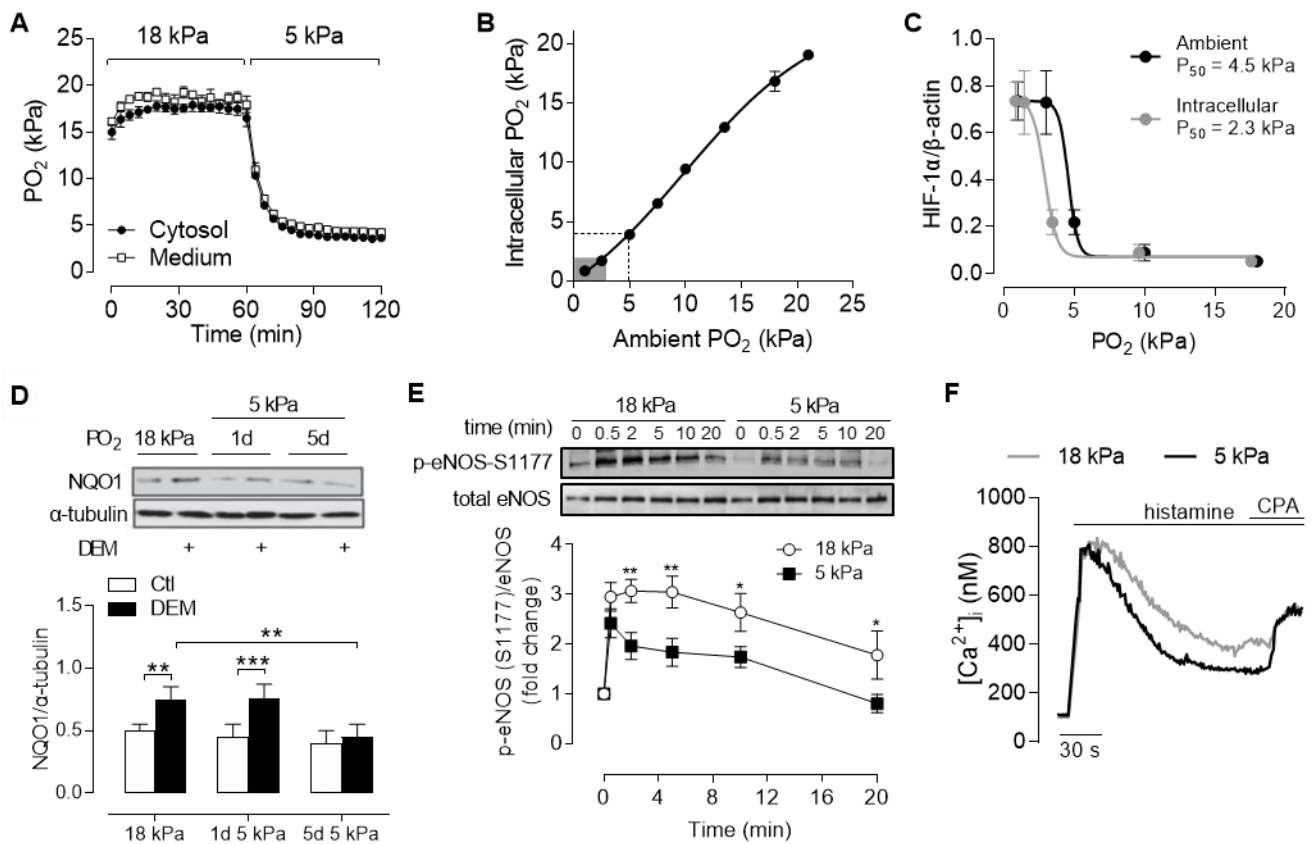 A
18 kPa
5 kPa
PO2 (kPa)
25
20
15
10
5
0
Cytosol
Medium
0
30
60
90
120
Time (min)
B
Intracellular PO2 (kPa)
20
15
10
5
0
0
5
10
15
20
25
Ambient PO2 (kPa)
C
HIF-1α/β-actin
1.0
0.8
0.6
0.4
0.2
0.0
Ambient
P50 = 4.5 kPa
Intracellular
P50 = 2.3 kPa
0
5
10
15
20
PO2 (kPa)
D
5 kPa
PO2 18 kPa 1d 5d
NQO1
α-tubulin
DEM + + +
Ctl
DEM
NQO1/α-tubulin
1.5
1.0
0.5
0.0
**
**
***
18 kPa
1d 5 kPa
5d 5 kPa
E
18 kPa
5 kPa
time (min) 0 0.5 2 5 10 20 0 0.5 2 5 10 20
p-eNOS-S1177
total eNOS
p-eNOS (S1177)/eNOS
(fold change)
4
3
2
1
0
**
**
*
*
18 kPa
5 kPa
0
4
8
12
16
20
Time (min)
F
18 kPa
5 kPa
histamine
CPA
[Ca2+]i (nM)
1000
800
600
400
200
0
30 s